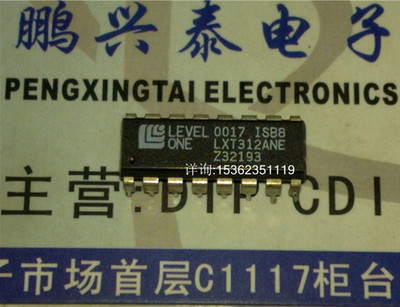 鹏兴泰电子
PENGXINGTAI ELECTRONICS
LEVEL ONE 0017 ISB8
LXT312ANE
Z32193
详询:15362351119
主营:DIP CDI
子市场首层C1117柜台